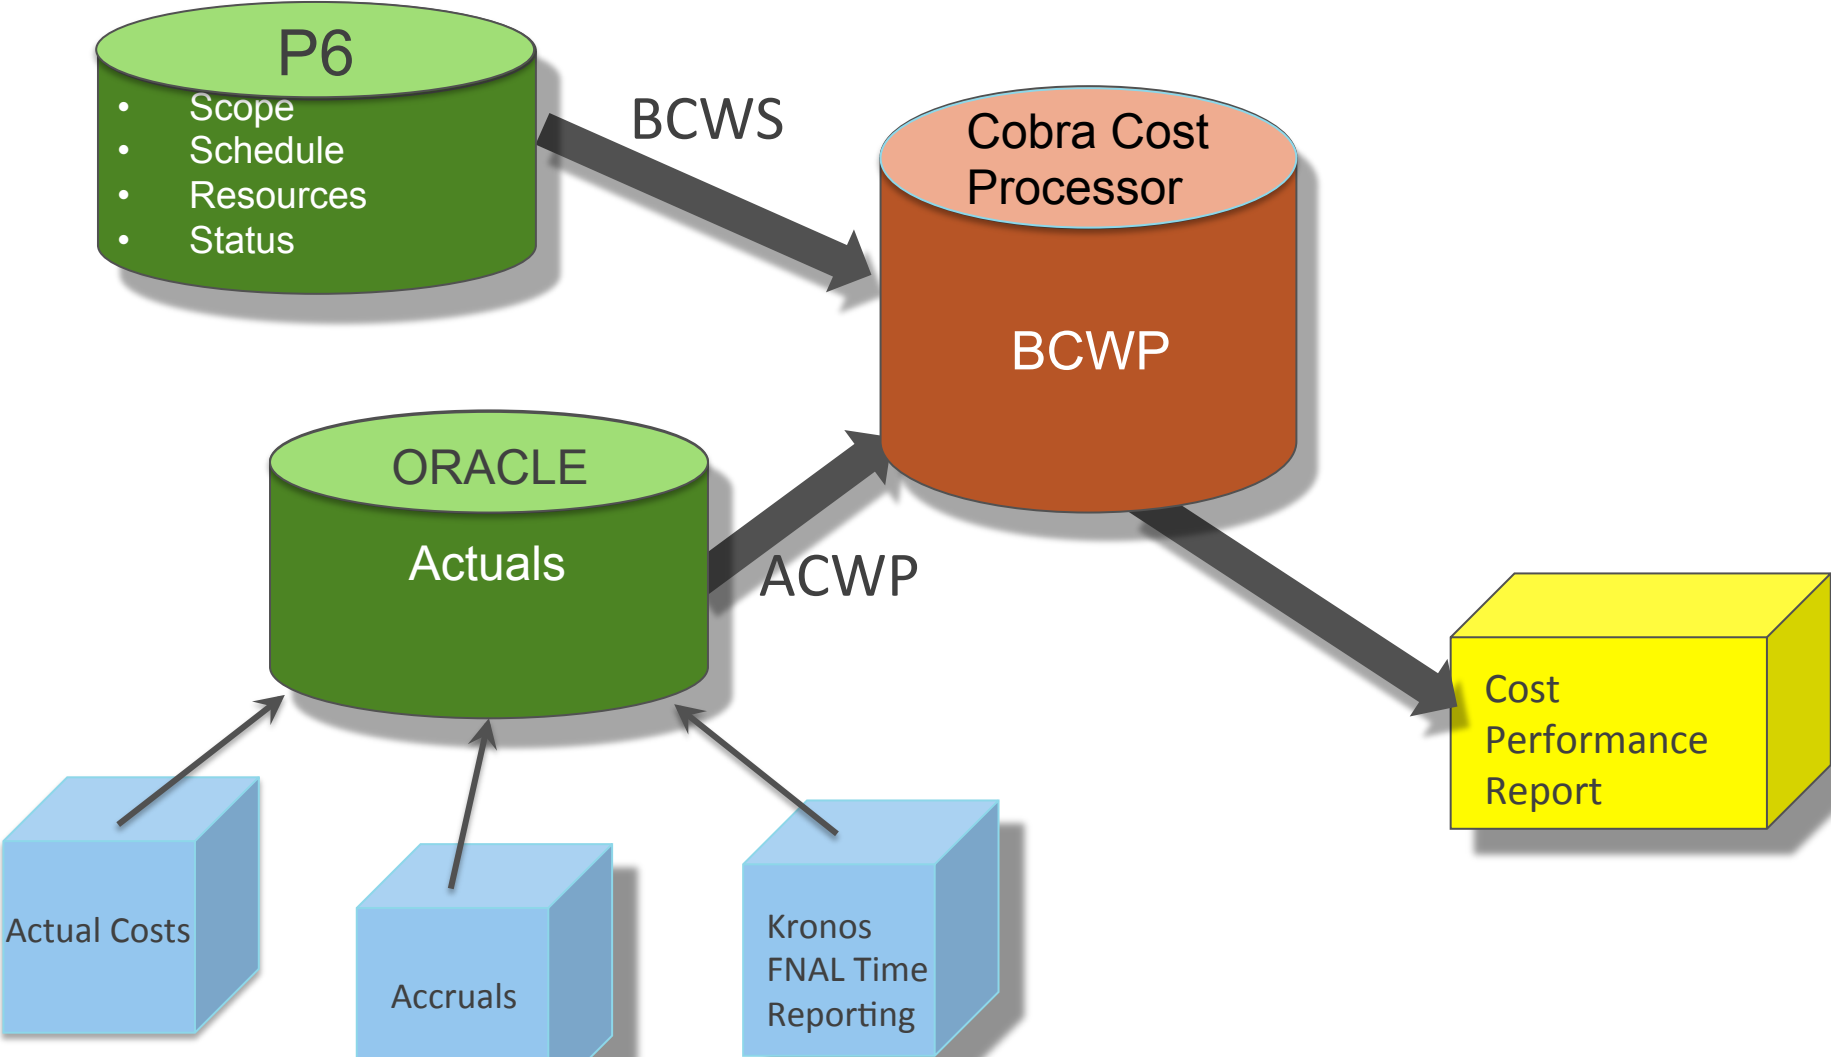 P6
• Scope
• Schedule
• Resources
• Status
BCWS
Cobra Cost
Processor
BCWP
ORACLE
Actuals
ACWP
Cost
Performance
Report
Actual Costs
Accruals
Kronos
FNAL Time
Reporting